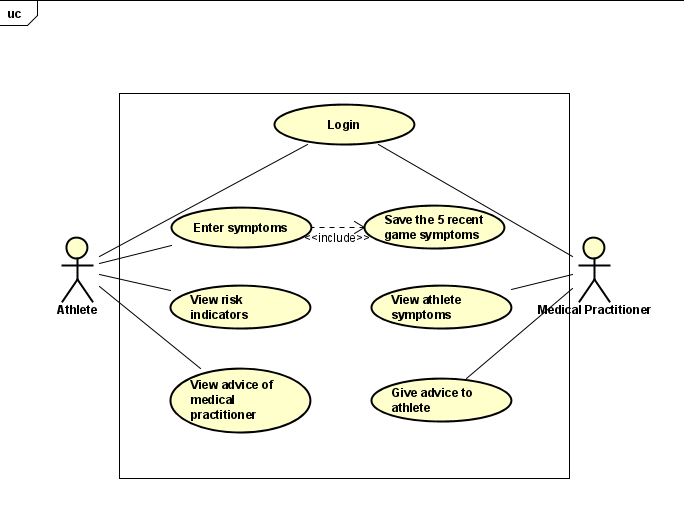 uc
Login
Enter symptoms
<<include>>
Save the 5 recent
game symptoms
Athlete
View risk
indicators
View athlete
symptoms
Medical Practitioner
View advice of
medical
practitioner
Give advice to
athlete